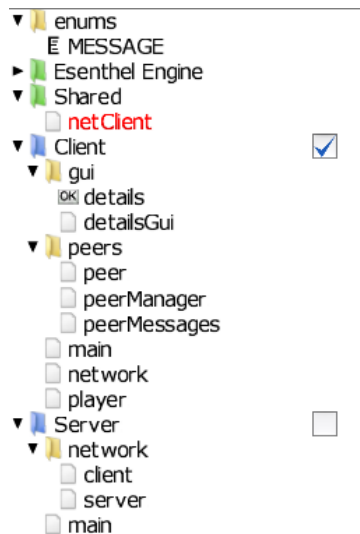 enums
E MESSAGE
Esenthel Engine
Shared
netClient
Client
gui
OK details
detailsGui
peers
peer
peerManager
peerMessages
main
network
player
Server
network
client
server
main